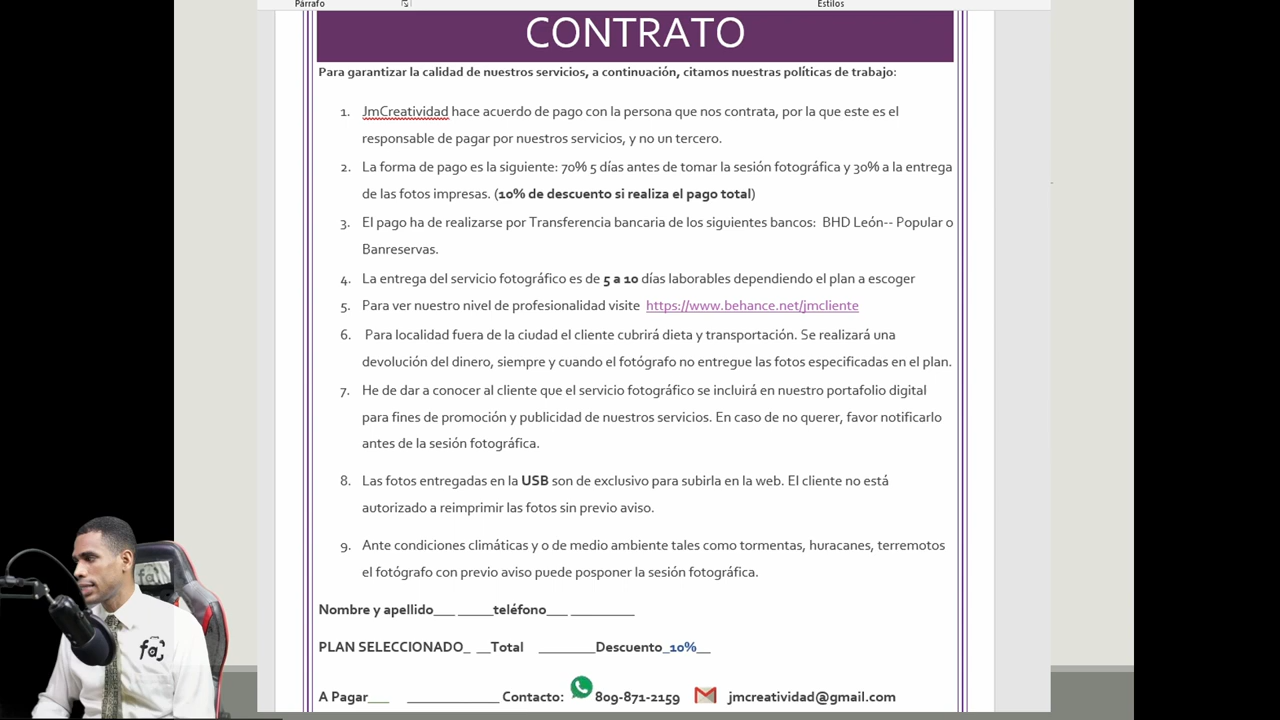 Párrafo
Estilos
CONTRATO
Para garantizar la calidad de nuestros servicios, a continuación, citamos nuestras políticas de trabajo:
1. JmCreatividad hace acuerdo de pago con la persona que nos contrata, por la que este es el
responsable de pagar por nuestros servicios, y no un tercero.
2. La forma de pago es la siguiente: 70% 5 días antes de tomar la sesión fotográfica y 30% a la entrega
de las fotos impresas. (10% de descuento si realiza el pago total)
3. El pago ha de realizarse por Transferencia bancaria de los siguientes bancos: BHD León-- Popular o
Banreservas.
4. La entrega del servicio fotográfico es de 5 a 10 días laborables dependiendo el plan a escoger
5. Para ver nuestro nivel de profesionalidad visite https://www.behance.net/jmcliente
6. Para localidad fuera de la ciudad el cliente cubrirá dieta y transportación. Se realizará una
devolución del dinero, siempre y cuando el fotógrafo no entregue las fotos especificadas en el plan.
7. He de dar a conocer al cliente que el servicio fotográfico se incluirá en nuestro portafolio digital
para fines de promoción y publicidad de nuestros servicios. En caso de no querer, favor notificarlo
antes de la sesión fotográfica.
8. Las fotos entregadas en la USB son de exclusivo para subirla en la web. El cliente no está
autorizado a reimprimir las fotos sin previo aviso.
9. Ante condiciones climáticas y o de medio ambiente tales como tormentas, huracanes, terremotos
el fotógrafo con previo aviso puede posponer la sesión fotográfica.
Nombre y apellido___ _____teléfono___ _________
PLAN SELECCIONADO_ __Total ________Descuento_10%__
A Pagar___ _____________ Contacto: 809-871-2159 jmcreatividad@gmail.com
fa